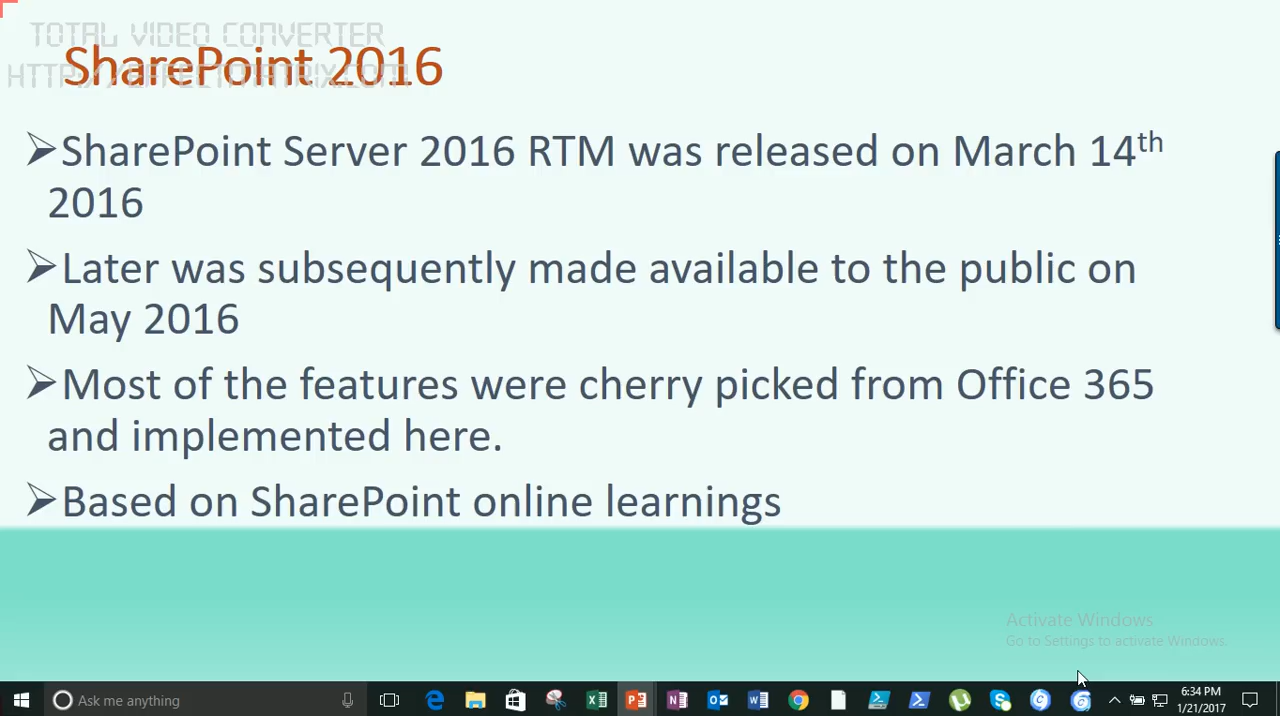 TOTAL VIDEO CONVERTER
SharePoint 2016
HTTP://EFFECTMATRIX.COM
➢SharePoint Server 2016 RTM was released on March 14th
2016
➢Later was subsequently made available to the public on
May 2016
➢Most of the features were cherry picked from Office 365
and implemented here.
➢Based on SharePoint online learnings
Activate Windows
Go to Settings to activate Windows.
Ask me anything
6:34 PM
1/21/2017